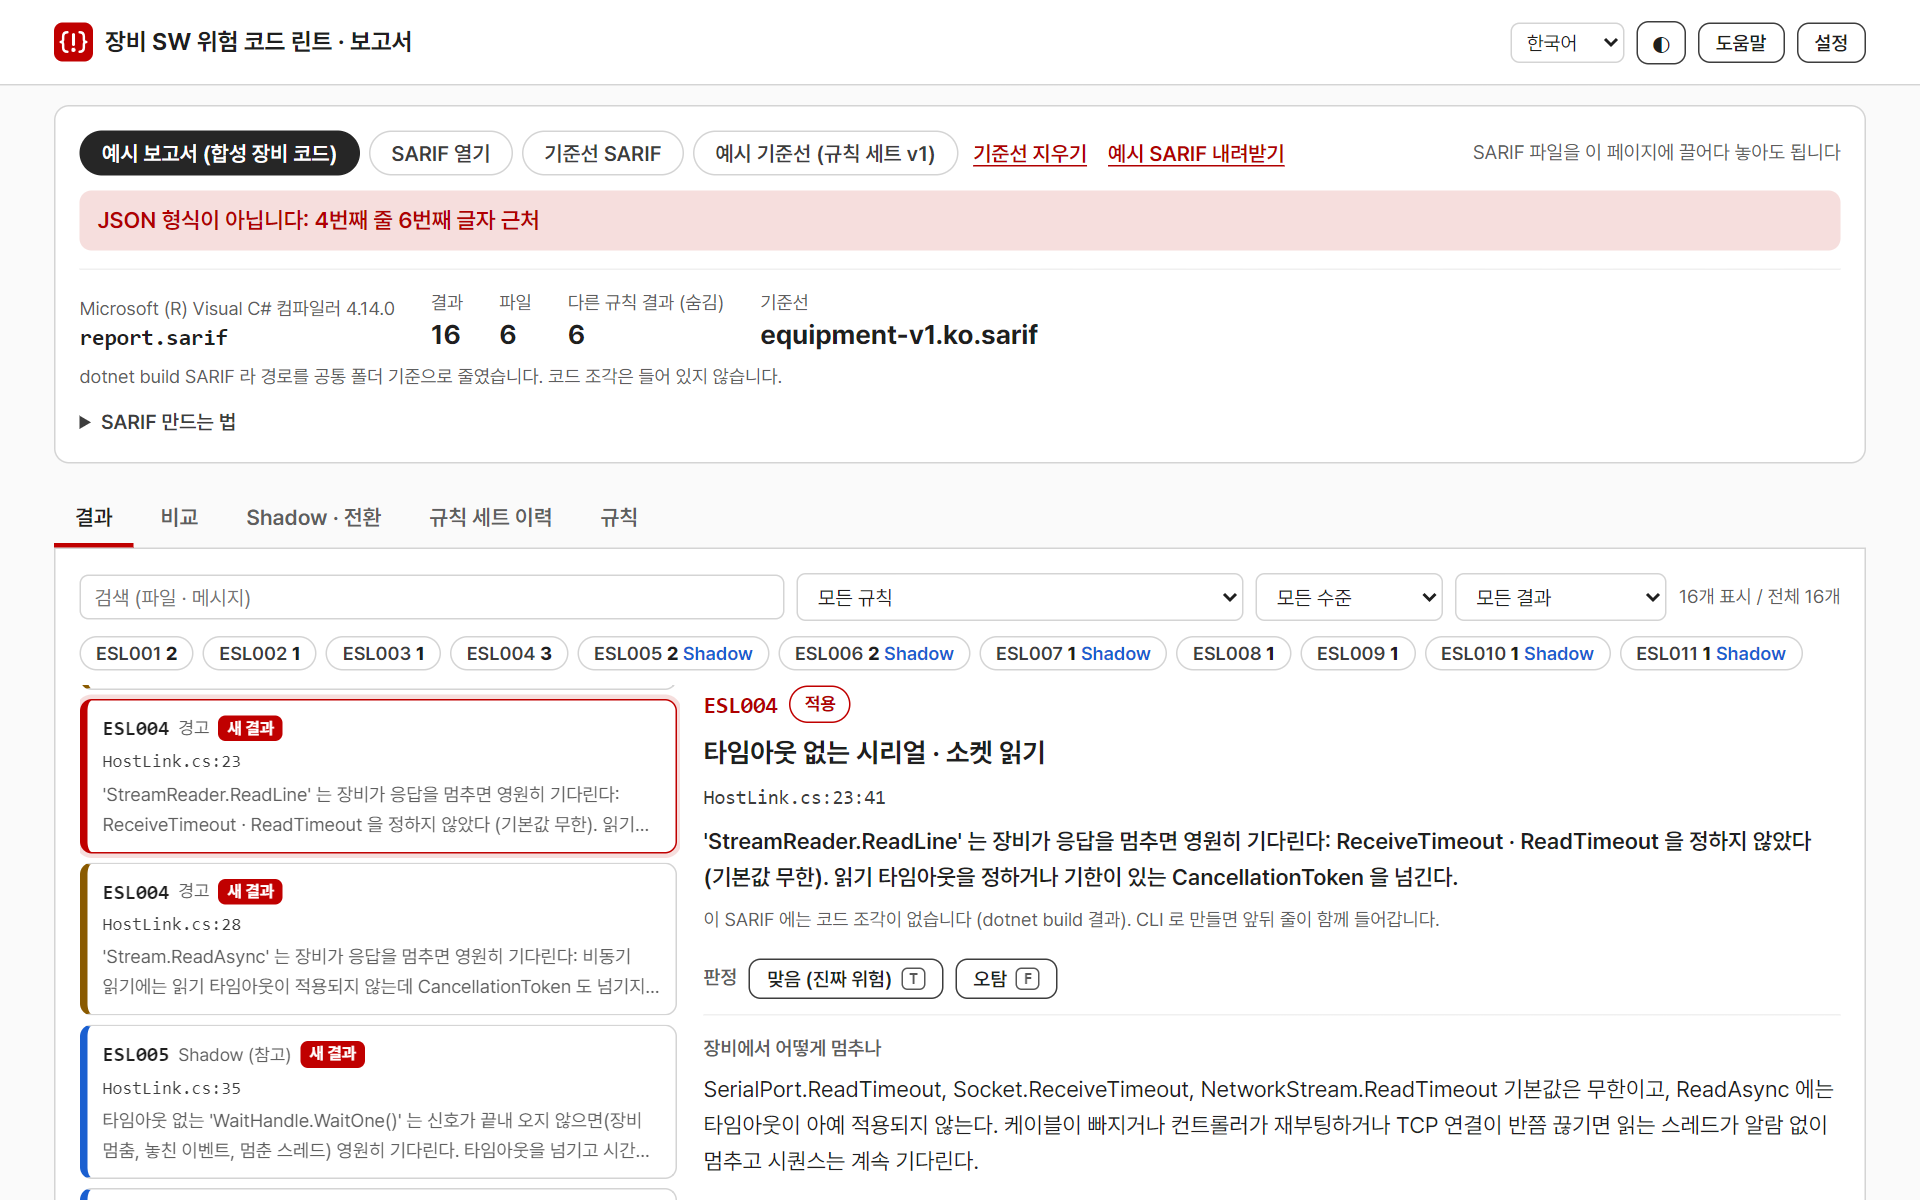 {!} 장비 SW 위험 코드 린트 · 보고서
한국어
도움말
설정
예시 보고서 (합성 장비 코드)
SARIF 열기
기준선 SARIF
예시 기준선 (규칙 세트 v1)
기준선 지우기
예시 SARIF 내려받기
SARIF 파일을 이 페이지에 끌어다 놓아도 됩니다
JSON 형식이 아닙니다: 4번째 줄 6번째 글자 근처
Microsoft (R) Visual C# 컴파일러 4.14.0
report.sarif
결과
16
파일
6
다른 규칙 결과 (숨김)
6
기준선
equipment-v1.ko.sarif
dotnet build SARIF 라 경로를 공통 폴더 기준으로 줄였습니다. 코드 조각은 들어 있지 않습니다.
▶ SARIF 만드는 법
결과
비교
Shadow · 전환
규칙 세트 이력
규칙
검색 (파일 · 메시지)
모든 규칙
모든 수준
모든 결과
16개 표시 / 전체 16개
ESL001 2
ESL002 1
ESL003 1
ESL004 3
ESL005 2 Shadow
ESL006 2 Shadow
ESL007 1 Shadow
ESL008 1
ESL009 1
ESL010 1 Shadow
ESL011 1 Shadow
ESL004 경고 새 결과
HostLink.cs:23
'StreamReader.ReadLine' 는 장비가 응답을 멈추면 영원히 기다린다:
ReceiveTimeout · ReadTimeout 을 정하지 않았다 (기본값 무한). 읽기...
ESL004 경고 새 결과
HostLink.cs:28
'Stream.ReadAsync' 는 장비가 응답을 멈추면 영원히 기다린다: 비동기
읽기에는 읽기 타임아웃이 적용되지 않는데 CancellationToken 도 넘기지...
ESL005 Shadow (참고) 새 결과
HostLink.cs:35
타임아웃 없는 'WaitHandle.WaitOne()' 는 신호가 끝내 오지 않으면(장비
멈춤, 놓친 이벤트, 멈춘 스레드) 영원히 기다린다. 타임아웃을 넘기고 시간...
ESL004 적용
타임아웃 없는 시리얼 · 소켓 읽기
HostLink.cs:23:41
'StreamReader.ReadLine' 는 장비가 응답을 멈추면 영원히 기다린다: ReceiveTimeout · ReadTimeout 을 정하지 않았다
(기본값 무한). 읽기 타임아웃을 정하거나 기한이 있는 CancellationToken 을 넘긴다.
이 SARIF 에는 코드 조각이 없습니다 (dotnet build 결과). CLI 로 만들면 앞뒤 줄이 함께 들어갑니다.
판정
맞음 (진짜 위험) T
오탐 F
장비에서 어떻게 멈추나
SerialPort.ReadTimeout, Socket.ReceiveTimeout, NetworkStream.ReadTimeout 기본값은 무한이고, ReadAsync 에는
타임아웃이 아예 적용되지 않는다. 케이블이 빠지거나 컨트롤러가 재부팅하거나 TCP 연결이 반쯤 끊기면 읽는 스레드가 알람 없이
멈추고 시퀀스는 계속 기다린다.